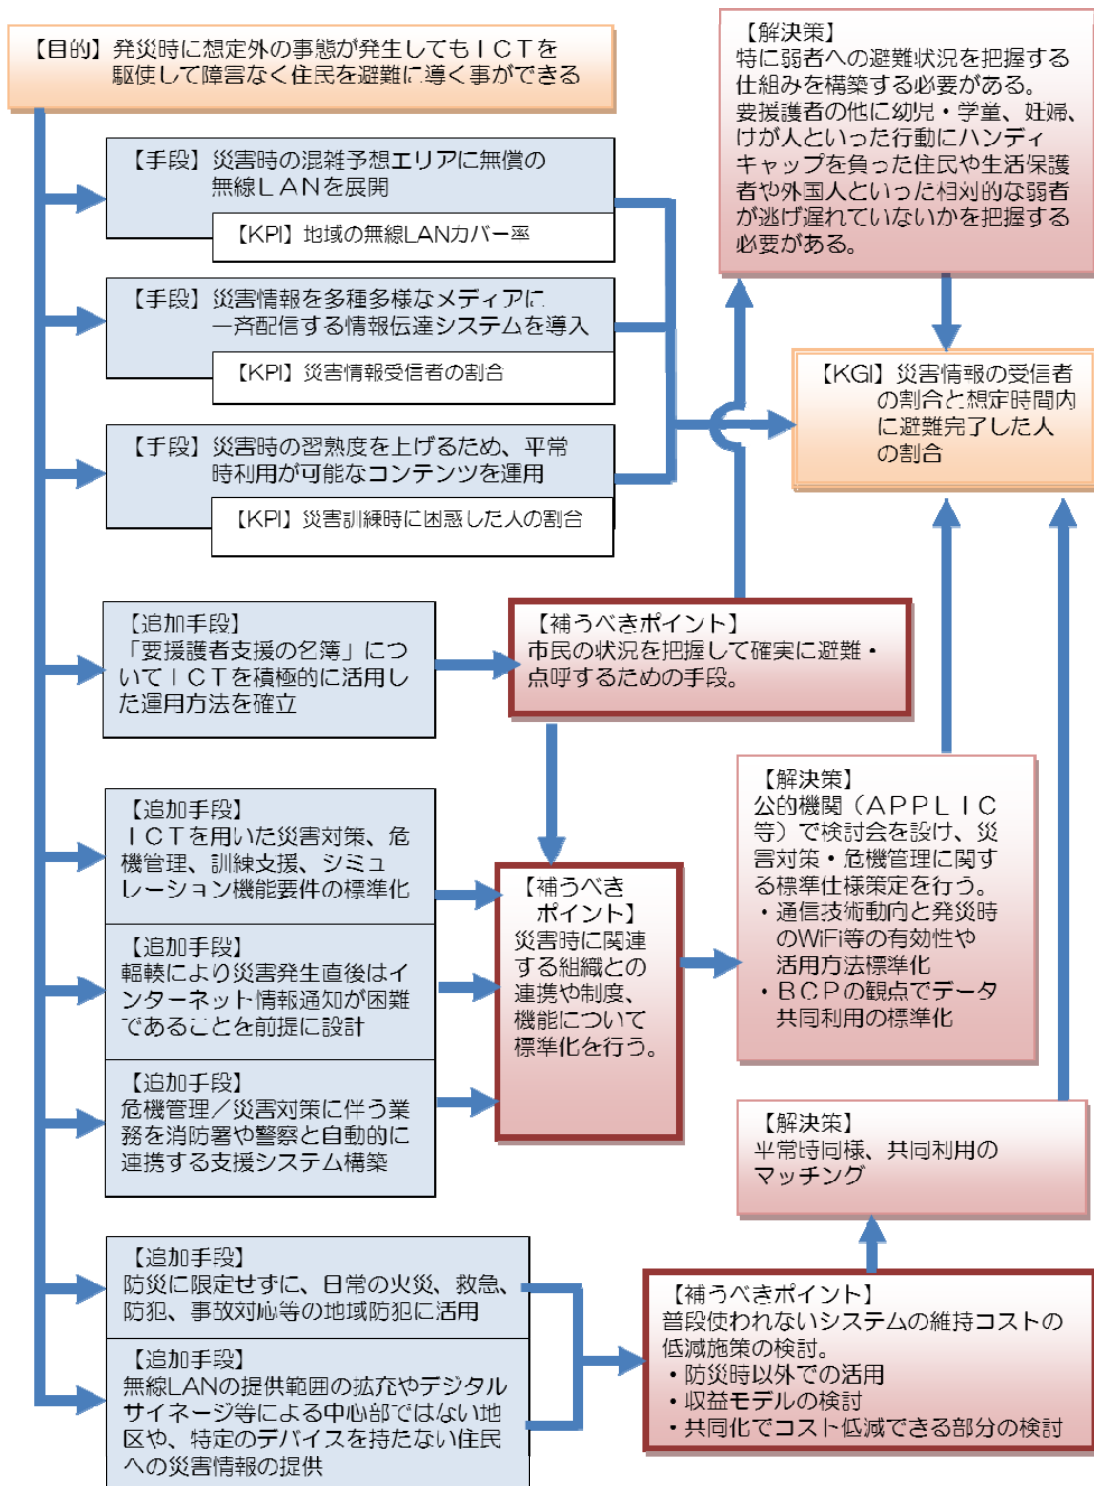 【目的】発災時に想定外の事態が発生してもＩＣＴを
駆使して障害なく住民を避難に導く事ができる
【手段】災害時の混雑予想エリアに無償の
無線ＬＡＮを展開
【KPI】地域の無線LANカバー率
【手段】災害情報を多種多様なメディアに
一斉配信する情報伝達システムを導入
【KPI】災害情報受信者の割合
【手段】災害時の習熟度を上げるため、平常
時利用が可能なコンテンツを運用
【KPI】災害訓練時に困惑した人の割合
【解決策】
特に弱者への避難状況を把握する
仕組みを構築する必要がある。
要援護者の他に幼児・学童、妊婦、
けが人といった行動にハンディ
キャップを負った住民や生活保護
者や外国人といった相対的な弱者
が逃げ遅れていないかを把握する
必要がある。
【KGI】災害情報の受信者
の割合と想定時間内
に避難完了した人
の割合
【追加手段】
「要援護者支援の名簿」につ
いてＩＣＴを積極的に活用し
た運用方法を確立
【補うべきポイント】
市民の状況を把握して確実に避難・
点呼するための手段。
【追加手段】
ＩＣＴを用いた災害対策、危
機管理、訓練支援、シミュ
レーション機能要件の標準化
【追加手段】
輻輳により災害発生直後はイ
ンターネット情報通知が困難
であることを前提に設計
【追加手段】
危機管理／災害対策に伴う業
務を消防署や警察と自動的に
連携する支援システム構築
【補うべき
ポイント】
災害時に関連
する組織との
連携や制度、
機能について
標準化を行う。
【解決策】
公的機関（ＡＰＰＬＩＣ
等）で検討会を設け、災
害対策・危機管理に関す
る標準仕様策定を行う。
・通信技術動向と発災時
のWiFi等の有効性や
活用方法標準化
・ＢＣＰの観点でデータ
共同利用の標準化
【解決策】
平常時同様、共同利用の
マッチング
【追加手段】
防災に限定せずに、日常の火災、救急、
防犯、事故対応等の地域防犯に活用
【追加手段】
無線LANの提供範囲の拡充やデジタル
サイネージ等による中心部ではない地
区や、特定のデバイスを持たない住民
への災害情報の提供
【補うべきポイント】
普段使われないシステムの維持コストの
低減施策の検討。
・防災時以外での活用
・収益モデルの検討
・共同化でコスト低減できる部分の検討